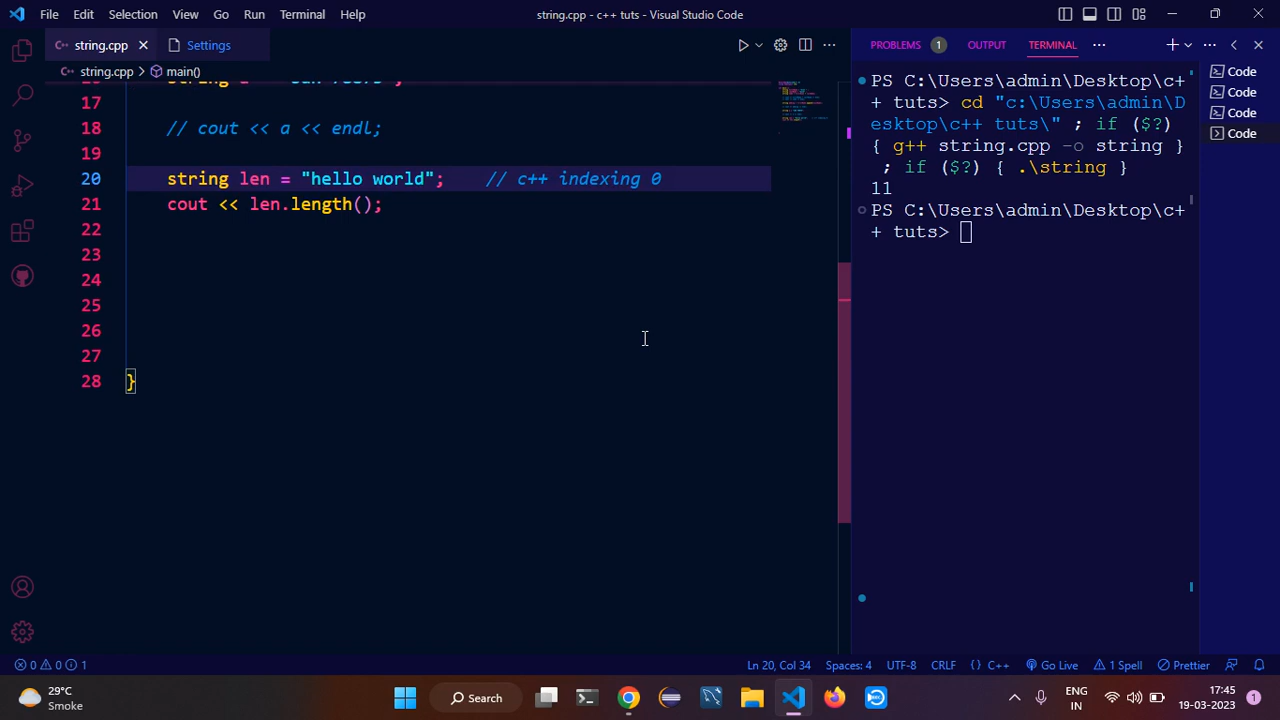 File Edit Selection View Go Run Terminal Help
string.cpp - c++ tuts - Visual Studio Code
string.cpp
Settings
string.cpp > main()
17
18 // cout << a << endl;
19
20 string len = "hello world"; // c++ indexing 0
21 cout << len.length();
22
23
24
25
26
27
28 }
PROBLEMS 1 OUTPUT TERMINAL
PS C:\Users\admin\Desktop\c+
+ tuts> cd "c:\Users\admin\D
esktop\c++ tuts\" ; if ($?)
{ g++ string.cpp -o string }
; if ($?) { .\string }
11
PS C:\Users\admin\Desktop\c+
+ tuts>
Code
Code
Code
Code
0 0 1
Ln 20, Col 34 Spaces: 4 UTF-8 CRLF {} C++ Go Live 1 Spell Prettier
29°C
Smoke
Search
ENG
IN
17:45
19-03-2023
1